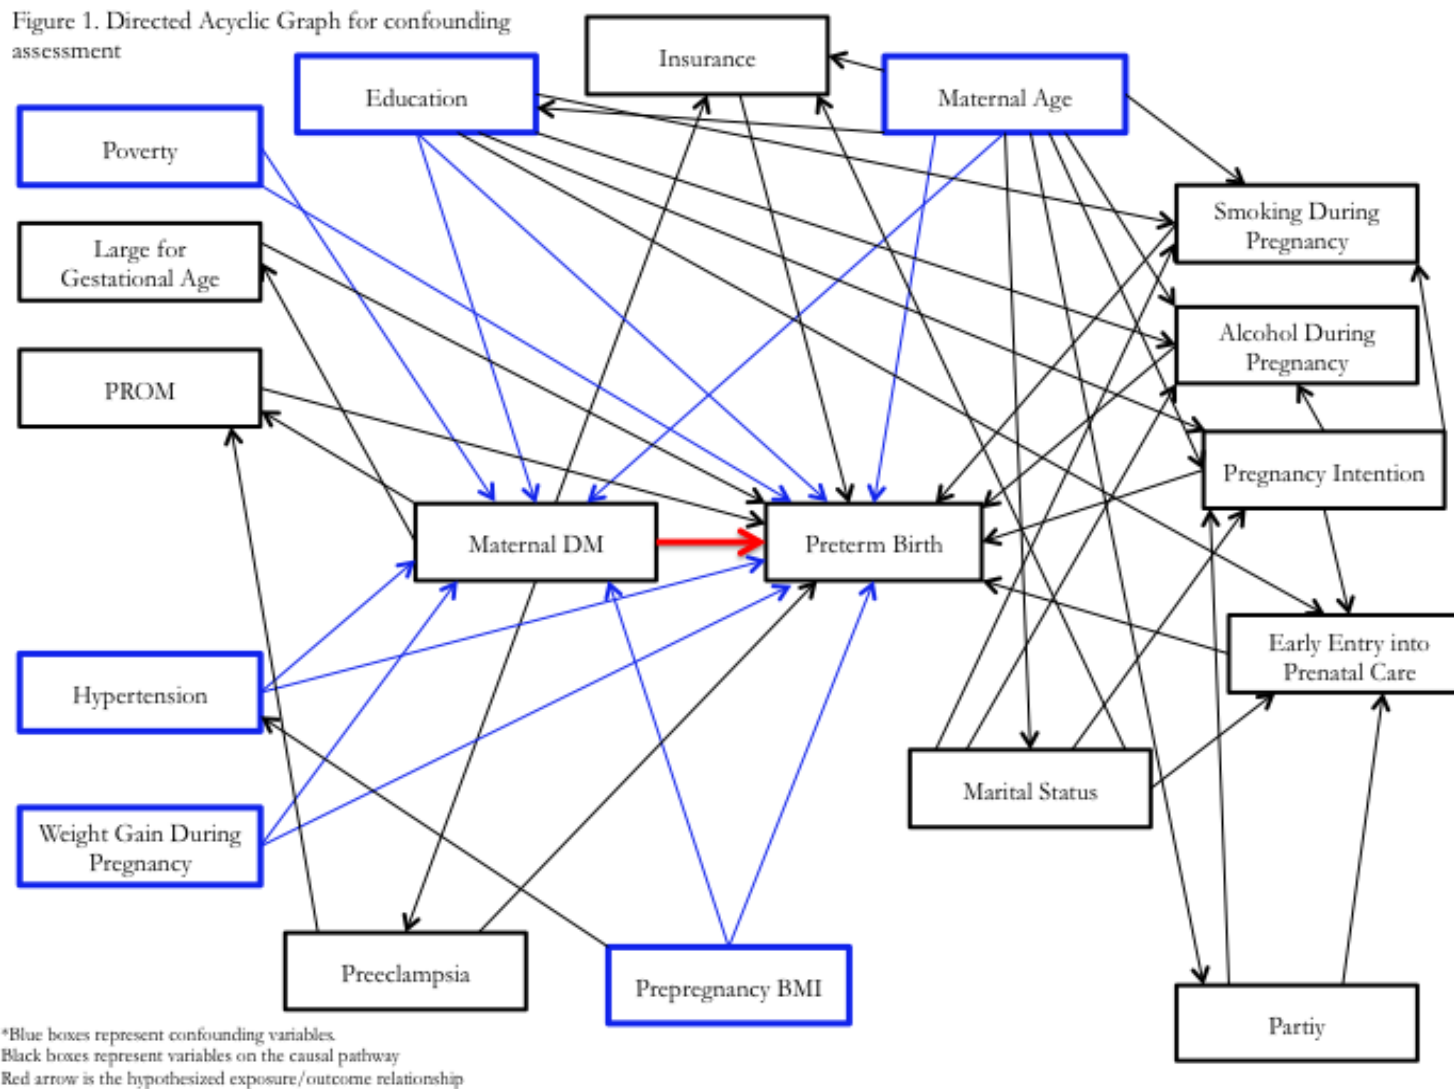 Figure 1. Directed Acyclic Graph for confounding
assessment
Insurance
Education
Maternal Age
Poverty
Smoking During
Pregnancy
Large for
Gestational Age
Alcohol During
Pregnancy
PROM
Pregnancy Intention
Maternal DM
Preterm Birth
Early Entry into
Prenatal Care
Hypertension
Marital Status
Weight Gain During
Pregnancy
Preeclampsia
Prepregnancy BMI
Partiy
*Blue boxes represent confounding variables.
Black boxes represent variables on the causal pathway
Red arrow is the hypothesized exposure/outcome relationship